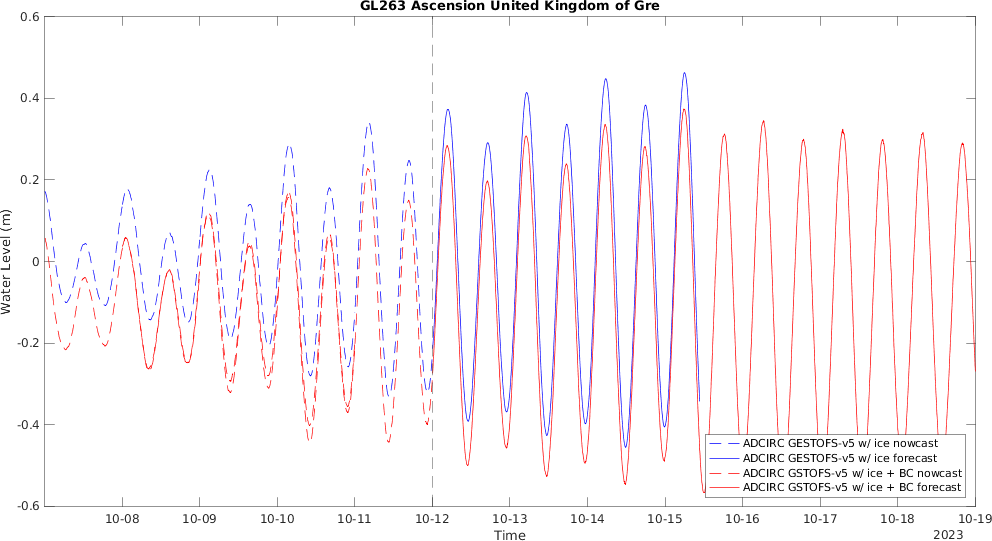 GL263 Ascension United Kingdom of Gre
0.6
0.4
0.2
0
-0.2
-0.4
-0.6
Water Level (m)
ADCIRC GESTOFS-v5 w/ ice nowcast
ADCIRC GESTOFS-v5 w/ ice forecast
ADCIRC GSTOFS-v5 w/ ice + BC nowcast
ADCIRC GSTOFS-v5 w/ ice + BC forecast
10-08 10-09 10-10 10-11 10-12 10-13 10-14 10-15 10-16 10-17 10-18 10-19
Time
2023